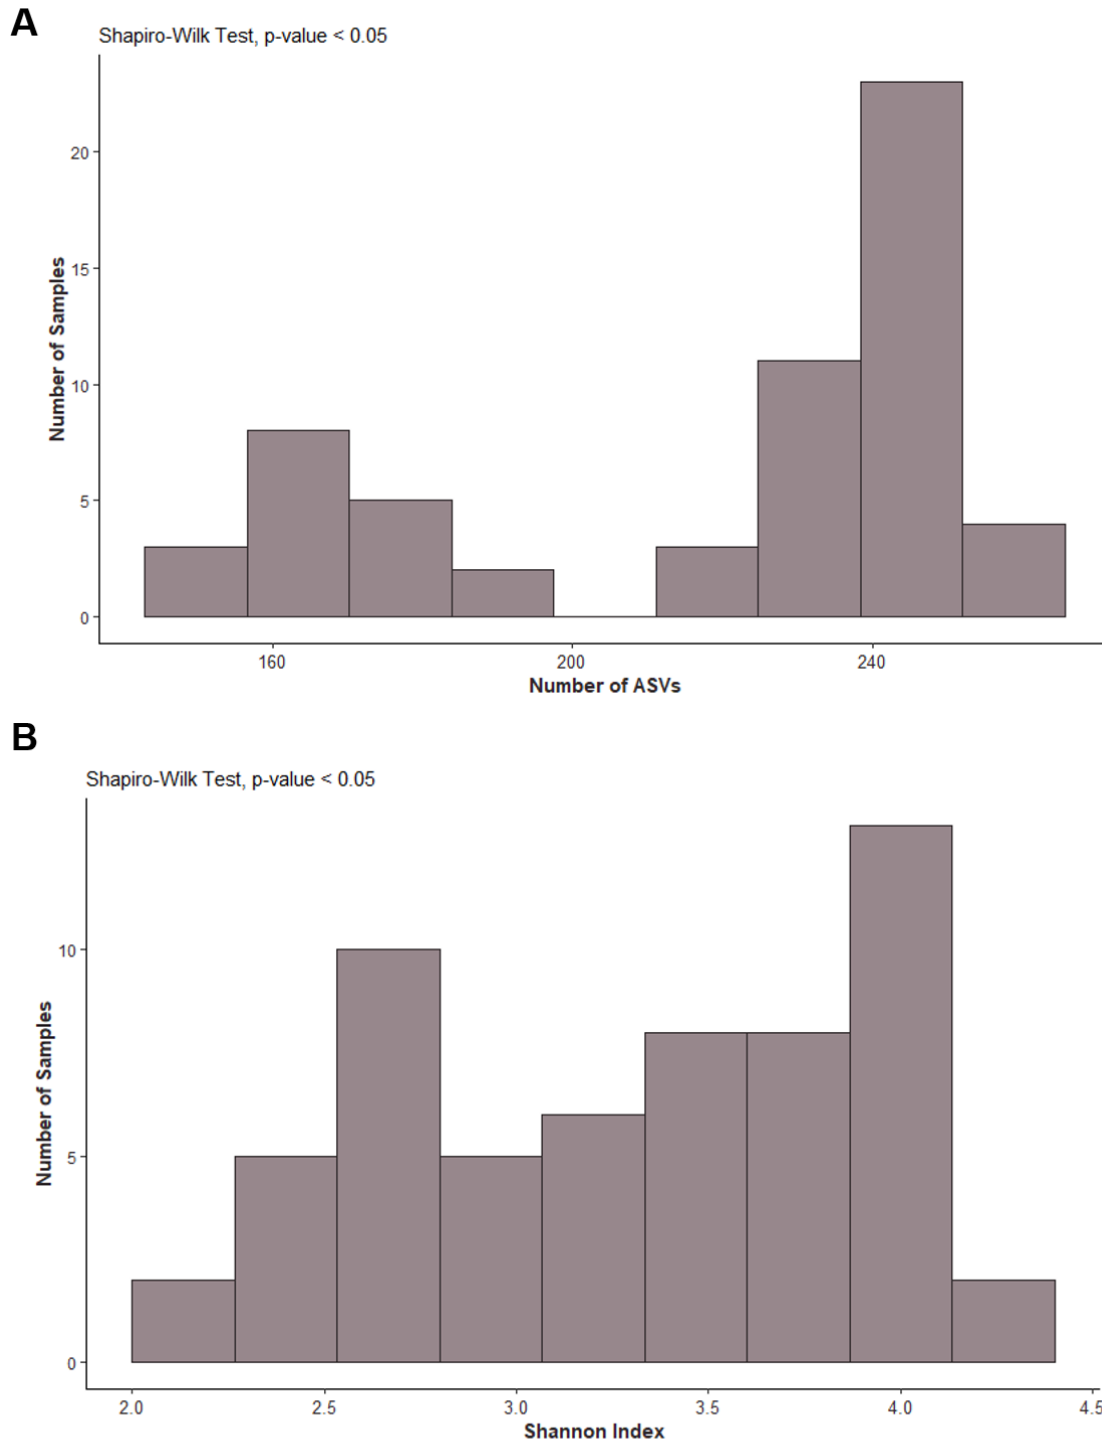 A
Shapiro-Wilk Test, p-value < 0.05
20
15
10
5
0
Number of Samples
160 200 240
Number of ASVs
B
Shapiro-Wilk Test, p-value < 0.05
10
5
0
Number of Samples
2.0 2.5 3.0 3.5 4.0 4.5
Shannon Index